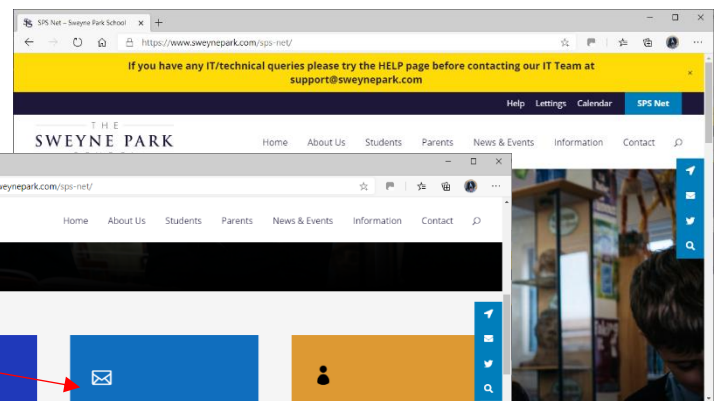 SPS Net – Sweyne Park School
https://www.sweynepark.com/sps-net/
If you have any IT/technical queries please try the HELP page before contacting our IT Team at
support@sweynepark.com
Help Lettings Calendar SPS Net
THE
SWEYNE PARK
Home About Us Students Parents News & Events Information Contact
weynepark.com/sps-net/
Home About Us Students Parents News & Events Information Contact